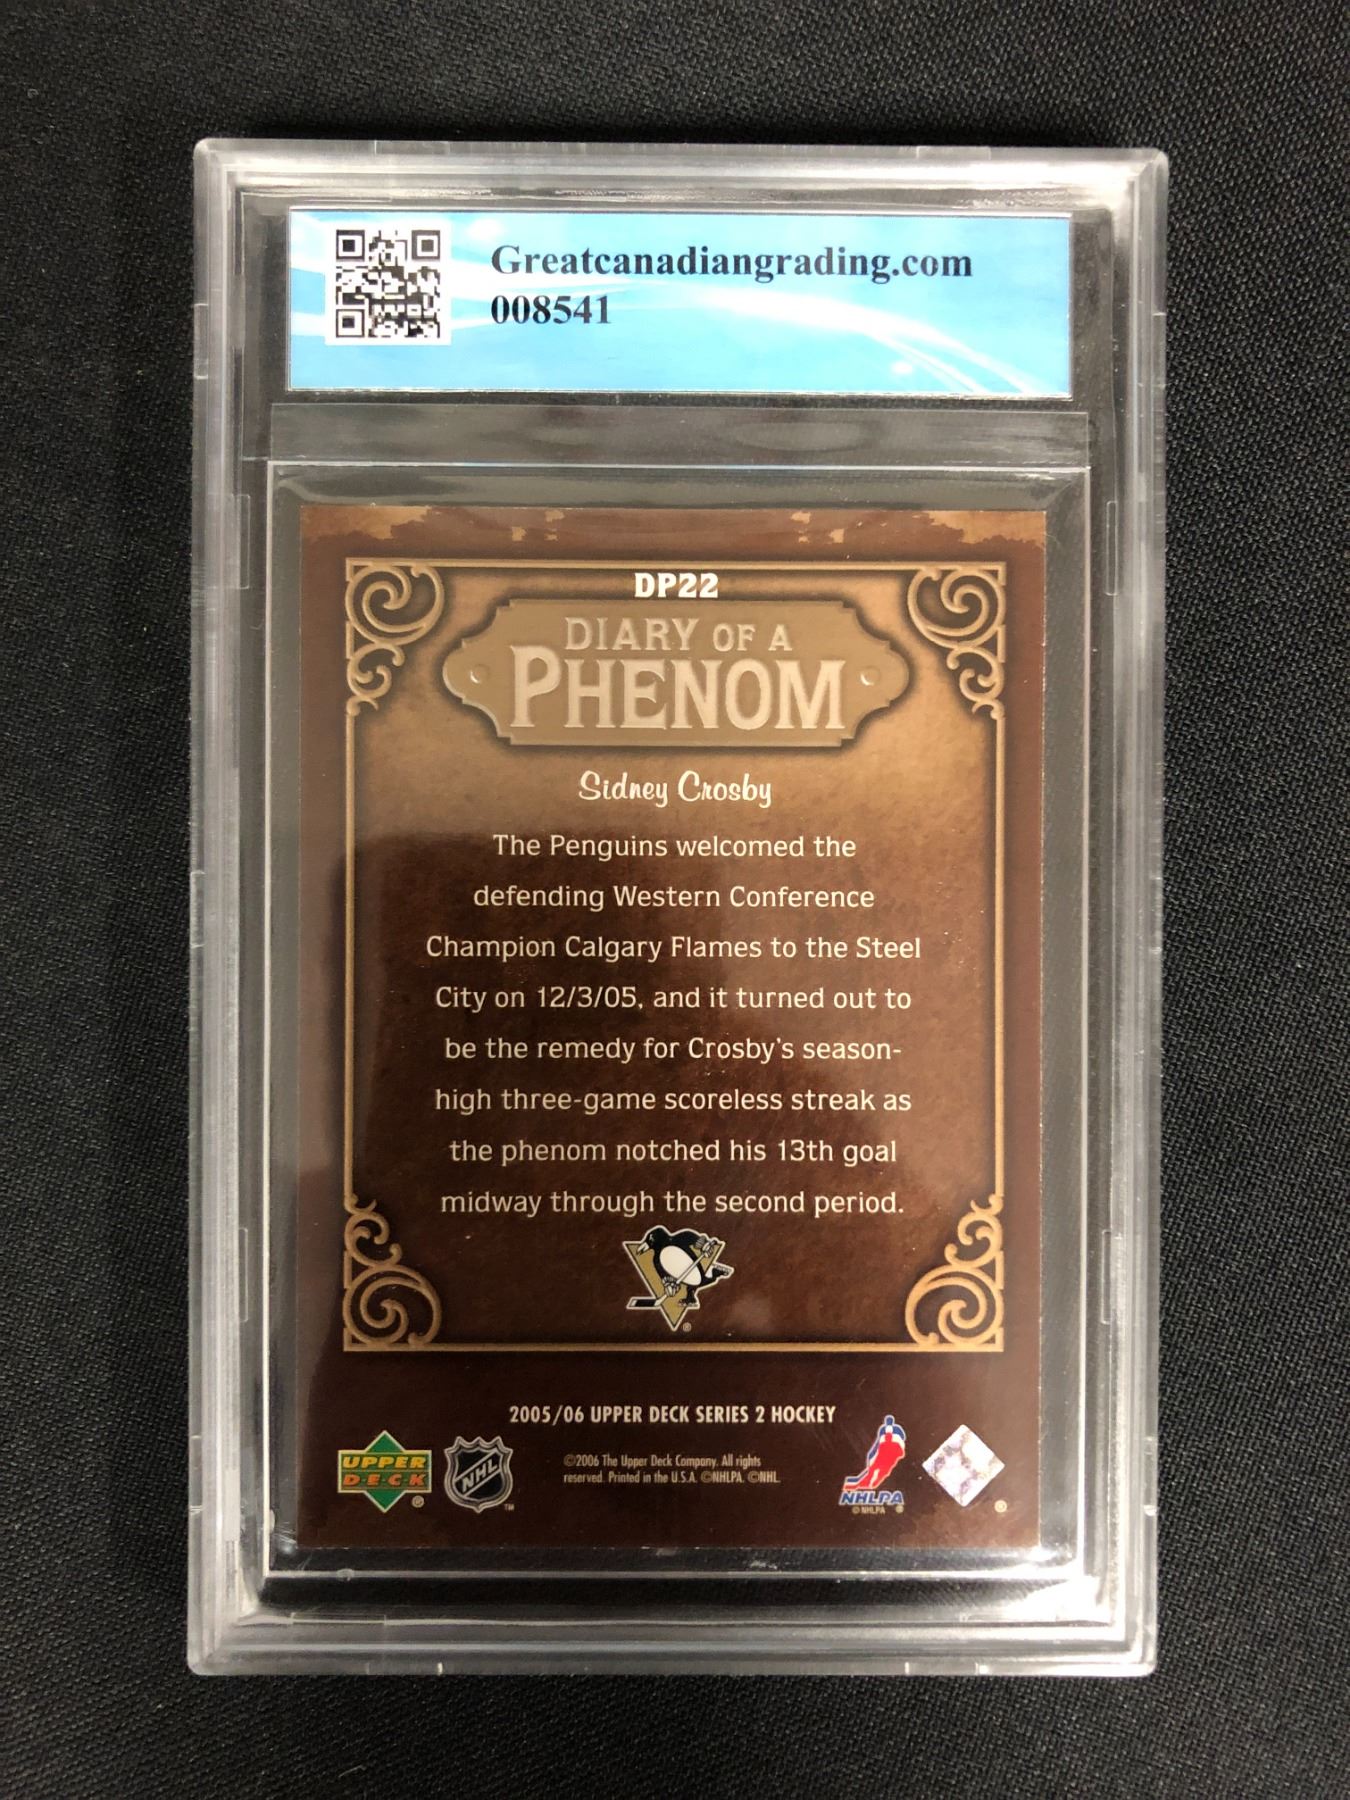 Greatcanadiangrading.com
008541
DP22
DIARY OF A
PHENOM
Sidney Crosby
The Penguins welcomed the
defending Western Conference
Champion Calgary Flames to the Steel
City on 12/3/05, and it turned out to
be the remedy for Crosby's season-
high three-game scoreless streak as
the phenom notched his 13th goal
midway through the second period.
®
2005/06 UPPER DECK SERIES 2 HOCKEY
©2006 The Upper Deck Company. All rights
reserved. Printed in the U.S.A. ©NHLPA. ©NHL.
UPPER
D·E·C·K
®
NHL
™
NHLPA
© NHLPA ®